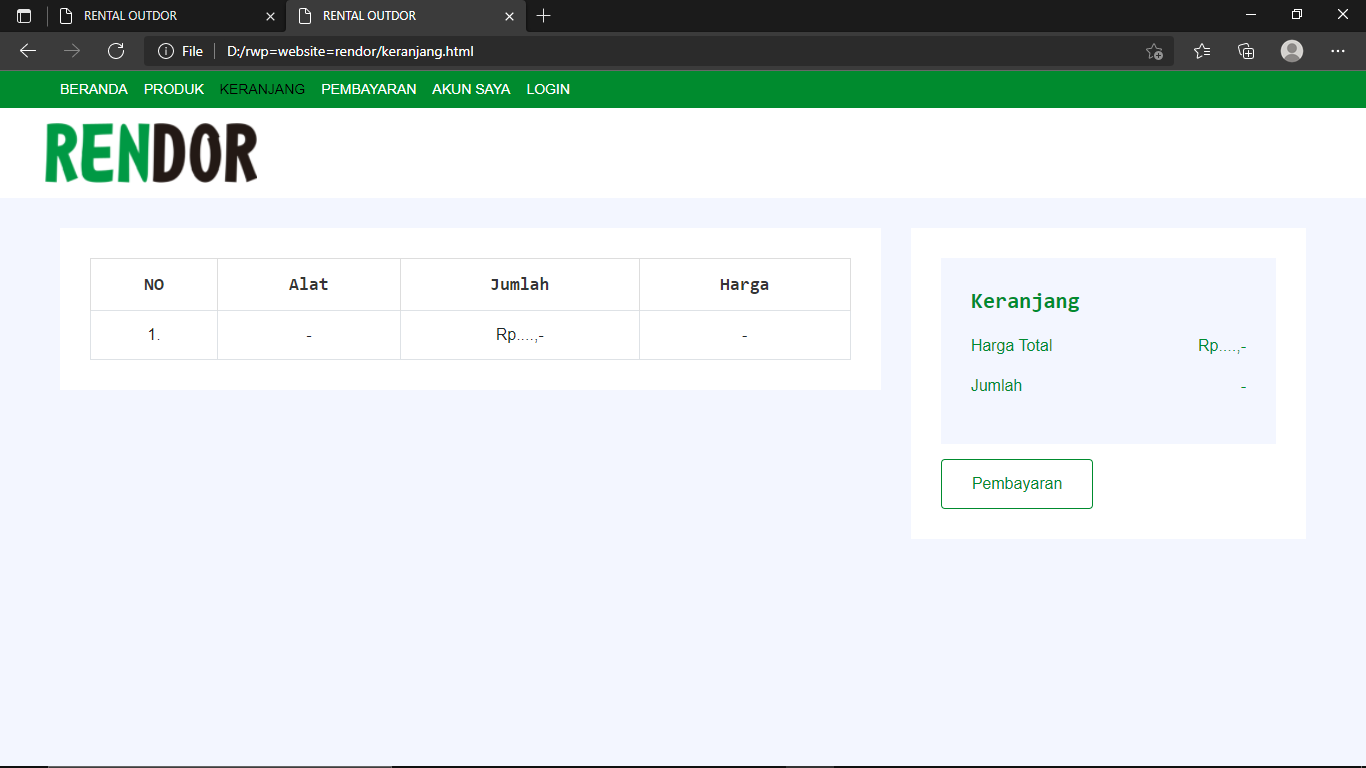 RENTAL OUTDOR RENTAL OUTDOR
File D:/rwp=website=rendor/keranjang.html
BERANDA PRODUK KERANJANG PEMBAYARAN AKUN SAYA LOGIN
RENDOR
NO Alat Jumlah Harga
1. - Rp....,- -
Keranjang
Harga Total Rp....,-
Jumlah -
Pembayaran